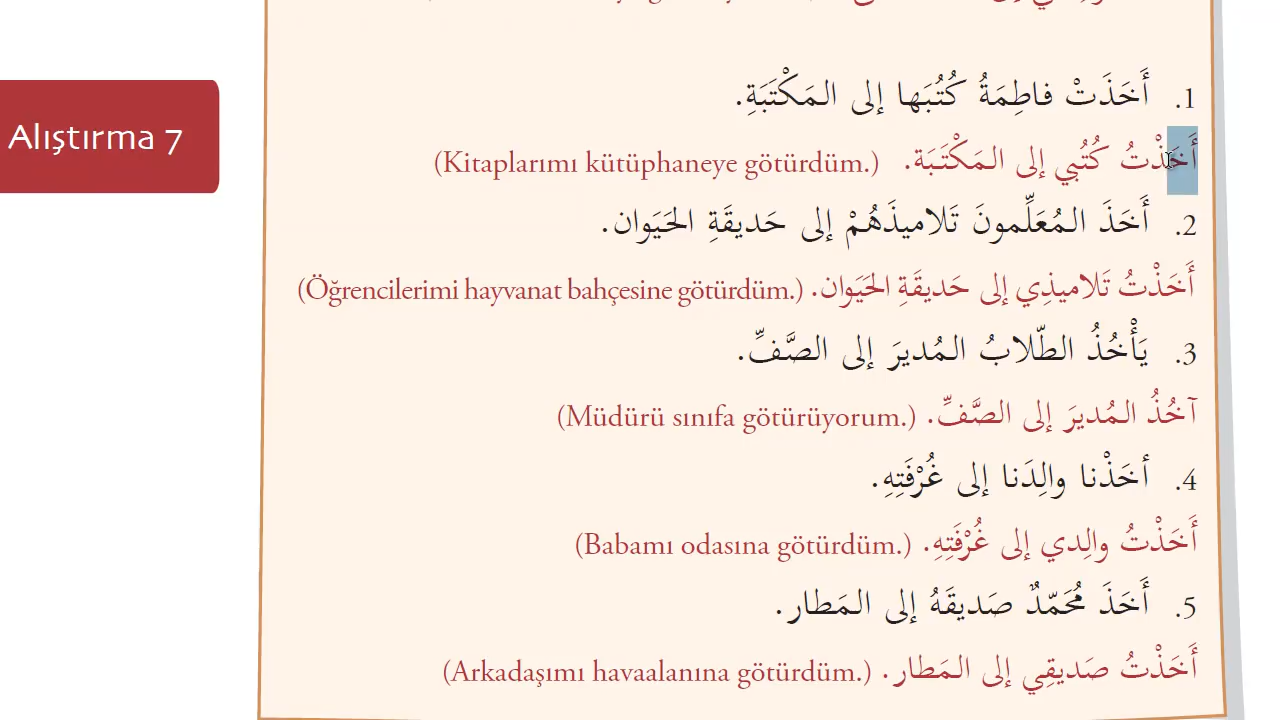 Alıştırma 7
1. أَخَذَتْ فاطِمَةُ كُتُبَها إلى المَكْتَبَةِ.
أَخَذْتُ كُتُبي إلى المَكْتَبَة. (Kitaplarımı kütüphaneye götürdüm.)
2. أَخَذَ المُعَلِّمونَ تَلاميذَهُمْ إلى حَديقَةِ الحَيَوان.
أَخَذْتُ تَلاميذِي إلى حَديقَةِ الحَيَوان. (Öğrencilerimi hayvanat bahçesine götürdüm.)
3. يَأْخُذُ الطّلابُ المُديرَ إلى الصَّفِّ.
آخُذُ المُديرَ إلى الصَّفِّ. (Müdürü sınıfa götürüyorum.)
4. أخَذْنا والِدَنا إلى غُرْفَتِهِ.
أَخَذْتُ والِدي إلى غُرْفَتِهِ. (Babamı odasına götürdüm.)
5. أَخَذَ مُحَمّدٌ صَديقَهُ إلى المَطار.
أَخَذْتُ صَديقِي إلى المَطار. (Arkadaşımı havaalanına götürdüm.)